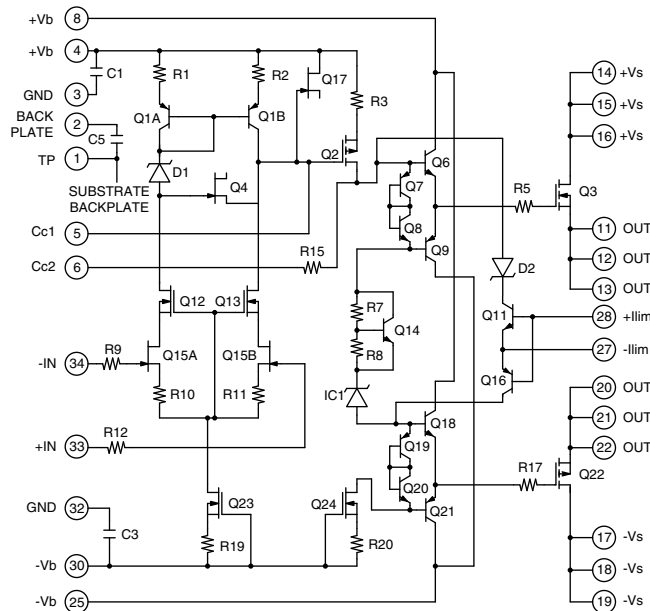 +Vb 8
+Vb 4
C1
R1
R2
Q17
R3
14 +Vs
GND 3
15 +Vs
BACK PLATE 2
Q1A
Q1B
16 +Vs
C5
Q2
Q6
TP 1
D1
Q4
Q7
R5
Q3
SUBSTRATE
BACKPLATE
Q8
11 OUT
Cc1 5
Q9
12 OUT
R15
Cc2 6
D2
13 OUT
Q12
Q13
R7
Q11
28 +Ilim
Q14
-IN 34
R9
Q15A
Q15B
R8
27 -Ilim
Q16
R10
R11
IC1
20 OUT
Q18
21 OUT
+IN 33
R12
Q19
22 OUT
Q20
R17
Q22
GND 32
Q23
Q24
Q21
C3
17 -Vs
R19
R20
-Vb 30
18 -Vs
-Vb 25
19 -Vs